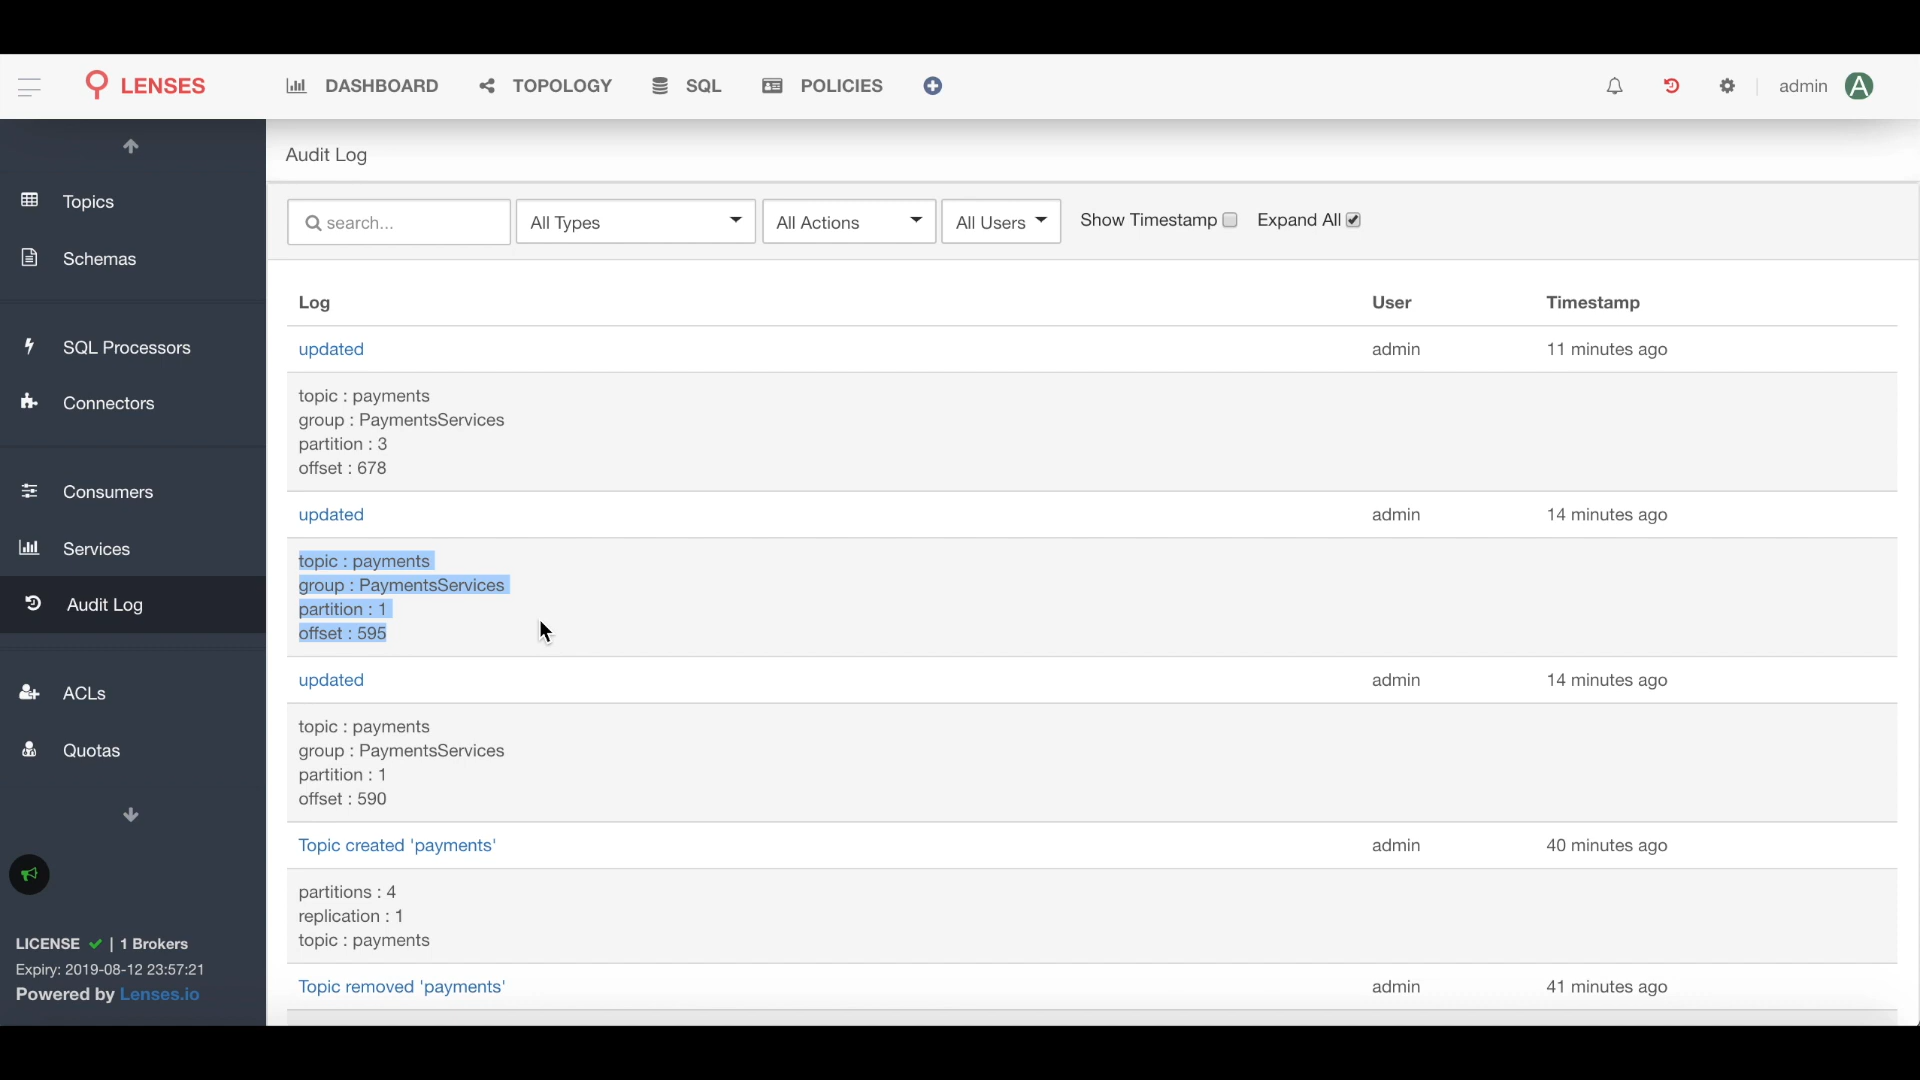 LENSES
DASHBOARD
TOPOLOGY
SQL
POLICIES
admin
A
Topics
Schemas
SQL Processors
Connectors
Consumers
Services
Audit Log
ACLs
Quotas
LICENSE | 1 Brokers
Expiry: 2019-08-12 23:57:21
Powered by Lenses.io
Audit Log
search...
All Types
All Actions
All Users
Show Timestamp
Expand All
Log User Timestamp
updated admin 11 minutes ago
topic : payments
group : PaymentsServices
partition : 3
offset : 678
updated admin 14 minutes ago
topic : payments
group : PaymentsServices
partition : 1
offset : 595
updated admin 14 minutes ago
topic : payments
group : PaymentsServices
partition : 1
offset : 590
Topic created 'payments' admin 40 minutes ago
partitions : 4
replication : 1
topic : payments
Topic removed 'payments' admin 41 minutes ago